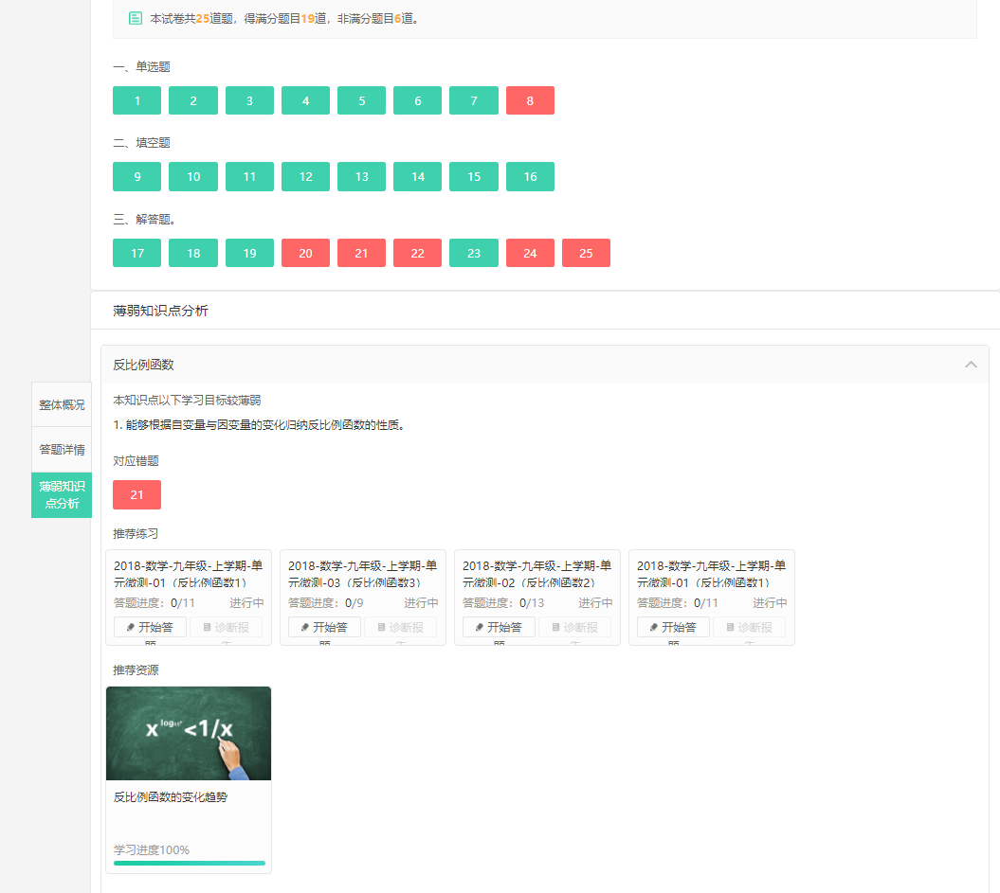 本试卷共25道题，得满分题目19道，非满分题目6道。
一、单选题
1 2 3 4 5 6 7 8
二、填空题
9 10 11 12 13 14 15 16
三、解答题。
17 18 19 20 21 22 23 24 25
薄弱知识点分析
反比例函数
整体概况
答题详情
薄弱知识
点分析
本知识点以下学习目标较薄弱
1. 能够根据自变量与因变量的变化归纳反比例函数的性质。
对应错题
21
推荐练习
2018-数学-九年级-上学期-单
元微测-01（反比例函数1）
答题进度：0/11 进行中
开始答
题
诊断报
告
2018-数学-九年级-上学期-单
元微测-03（反比例函数3）
答题进度：0/9 进行中
开始答
题
诊断报
告
2018-数学-九年级-上学期-单
元微测-02（反比例函数2）
答题进度：0/13 进行中
开始答
题
诊断报
告
2018-数学-九年级-上学期-单
元微测-01（反比例函数1）
答题进度：0/11 进行中
开始答
题
诊断报
告
推荐资源
<1/x
反比例函数的变化趋势
学习进度100%